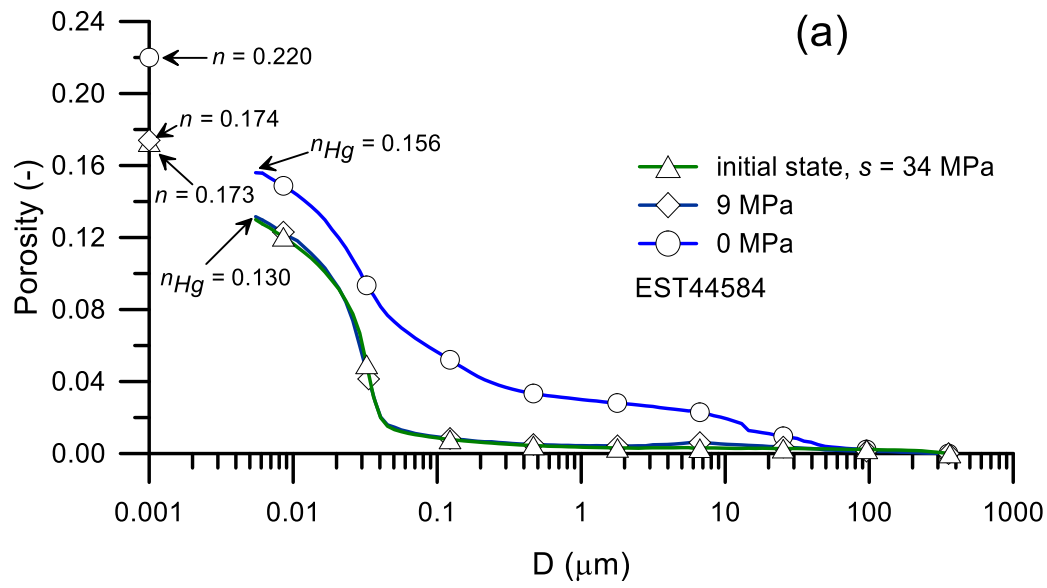 (a)
0.24
0.20
0.16
0.12
0.08
0.04
0.00
Porosity (-)
n = 0.220
n = 0.174
n = 0.173
nHg = 0.156
nHg = 0.130
initial state, s = 34 MPa
9 MPa
0 MPa
EST44584
0.001 0.01 0.1 1 10 100 1000
D (μm)